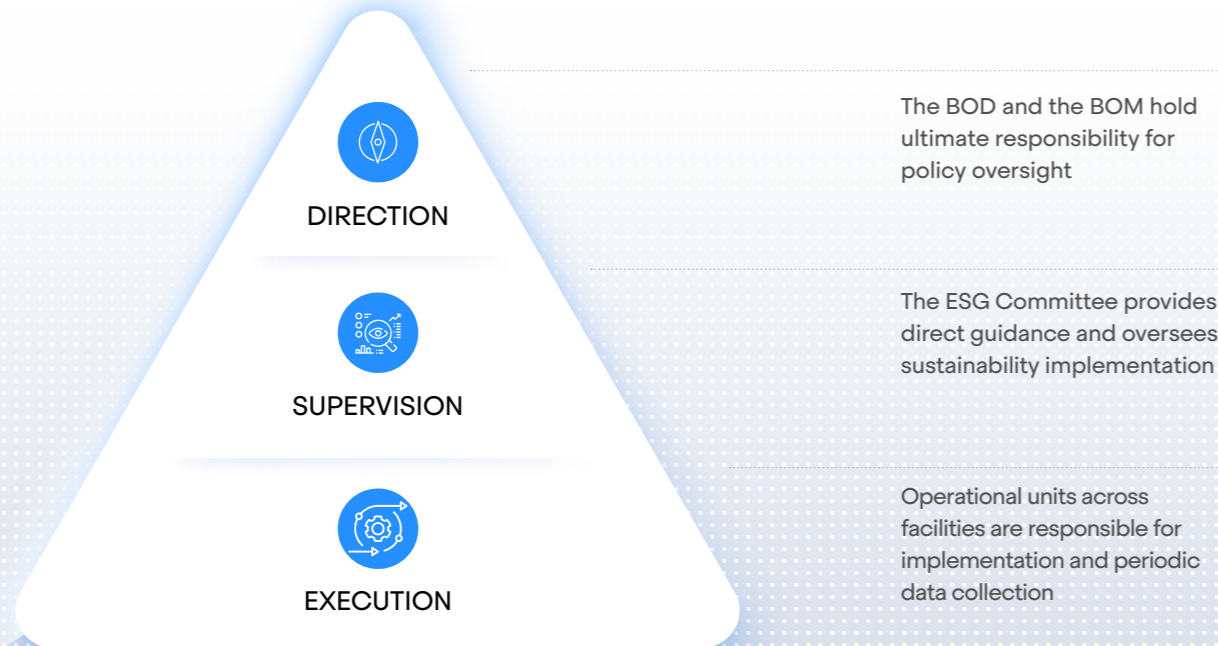 DIRECTION
The BOD and the BOM hold
ultimate responsibility for
policy oversight
SUPERVISION
The ESG Committee provides
direct guidance and oversees
sustainability implementation
EXECUTION
Operational units across
facilities are responsible for
implementation and periodic
data collection